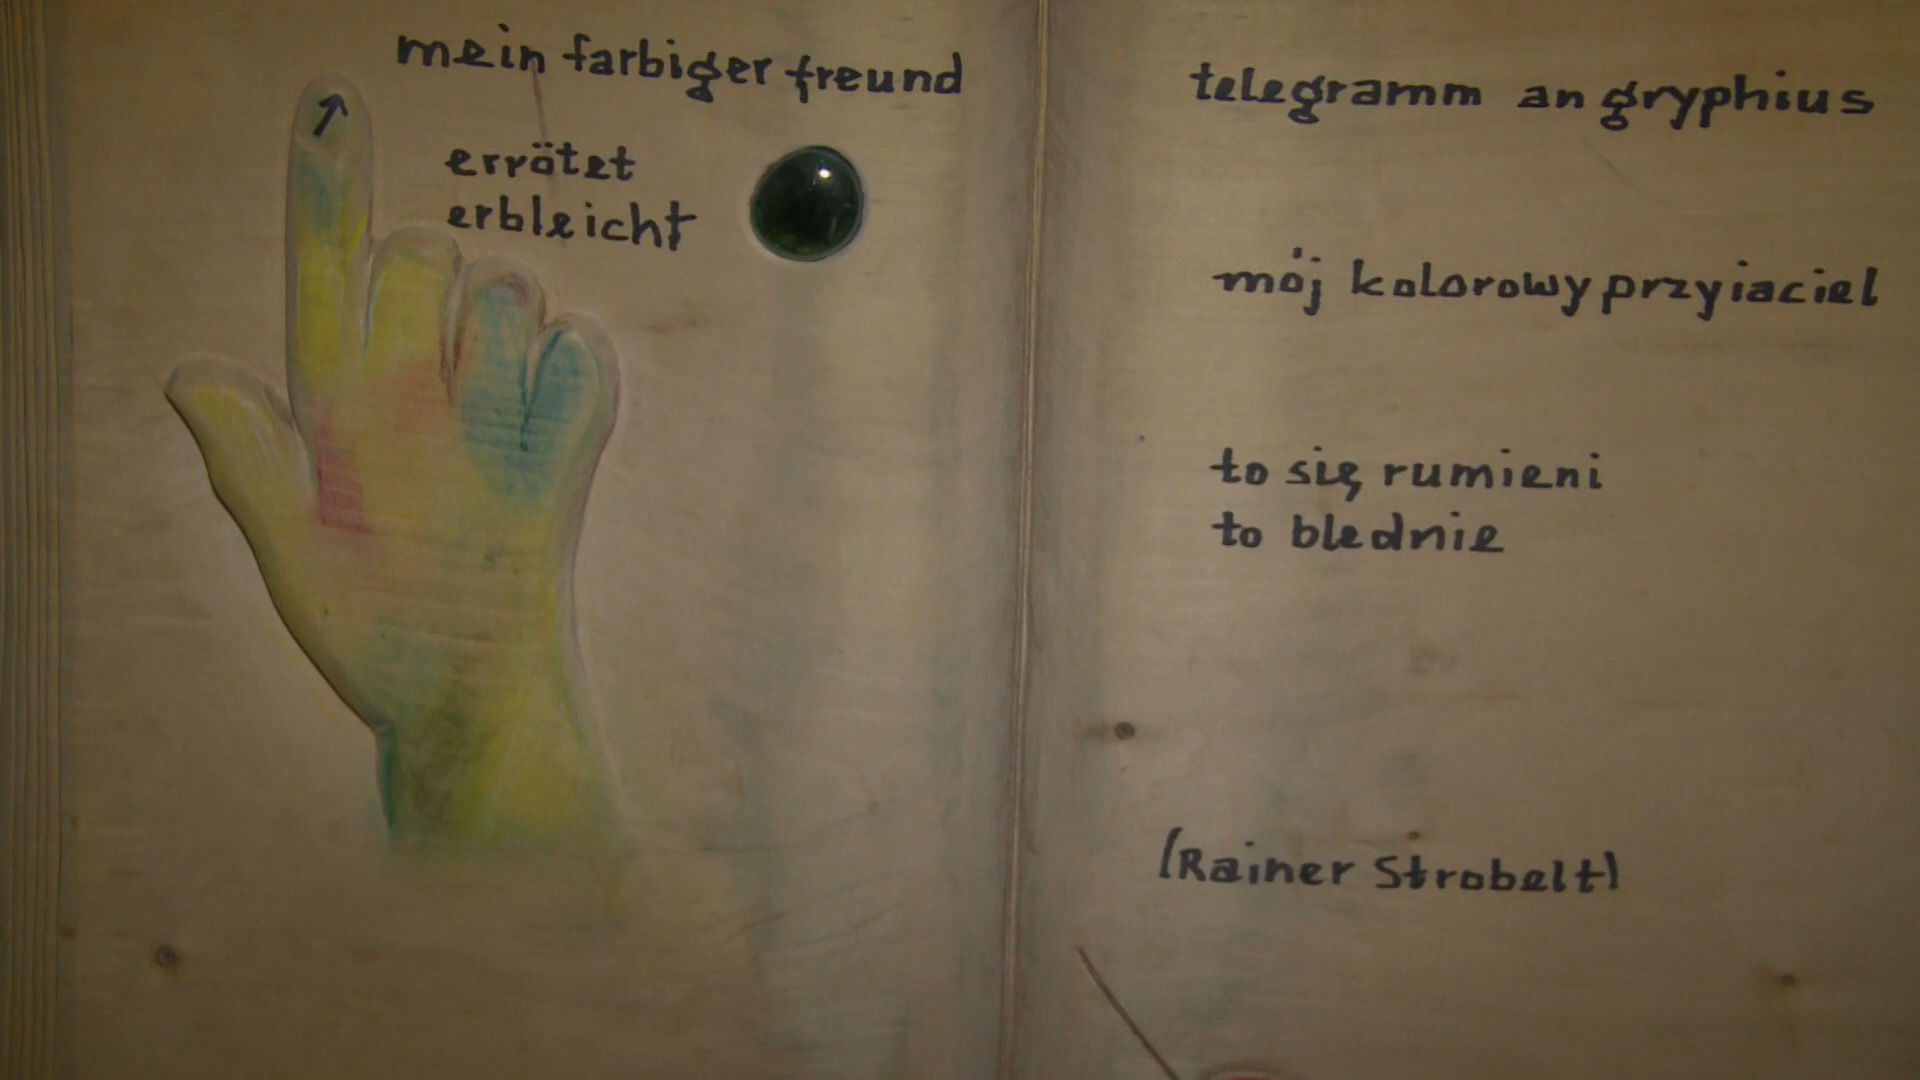 mein farbiger freund
errötet
erbleicht
telegramm an gryphius
mój kolorowy przyiaciel
to się rumieni
to blednie
(Rainer Strobelt)